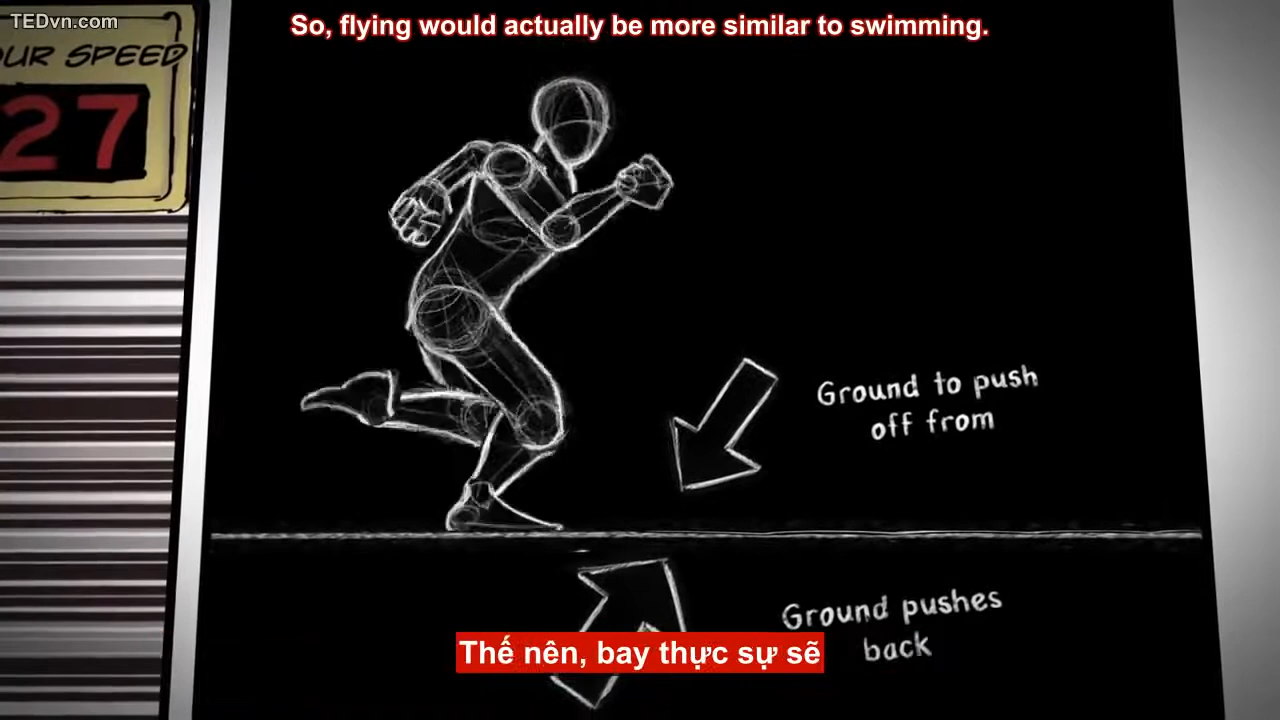 TEDvn.com
So, flying would actually be more similar to swimming.
OUR SPEED
27
Ground to push
off from
Ground pushes
back
Thế nên, bay thực sự sẽ